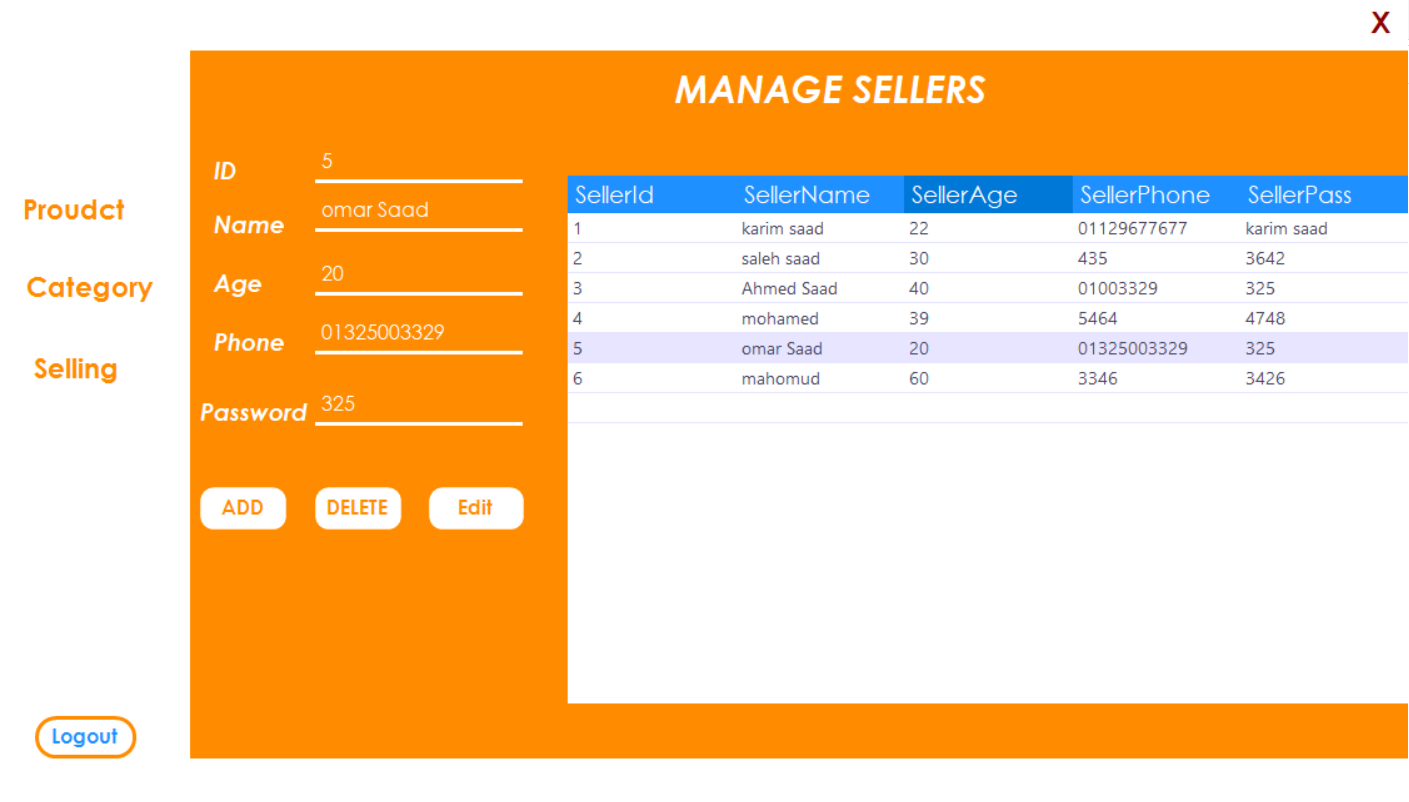 X
MANAGE SELLERS
Proudct
Category
Selling
Logout
ID 5
Name omar Saad
Age 20
Phone 01325003329
Password 325
ADD DELETE Edit
SellerId SellerName SellerAge SellerPhone SellerPass
1 karim saad 22 01129677677 karim saad
2 saleh saad 30 435 3642
3 Ahmed Saad 40 01003329 325
4 mohamed 39 5464 4748
5 omar Saad 20 01325003329 325
6 mahomud 60 3346 3426